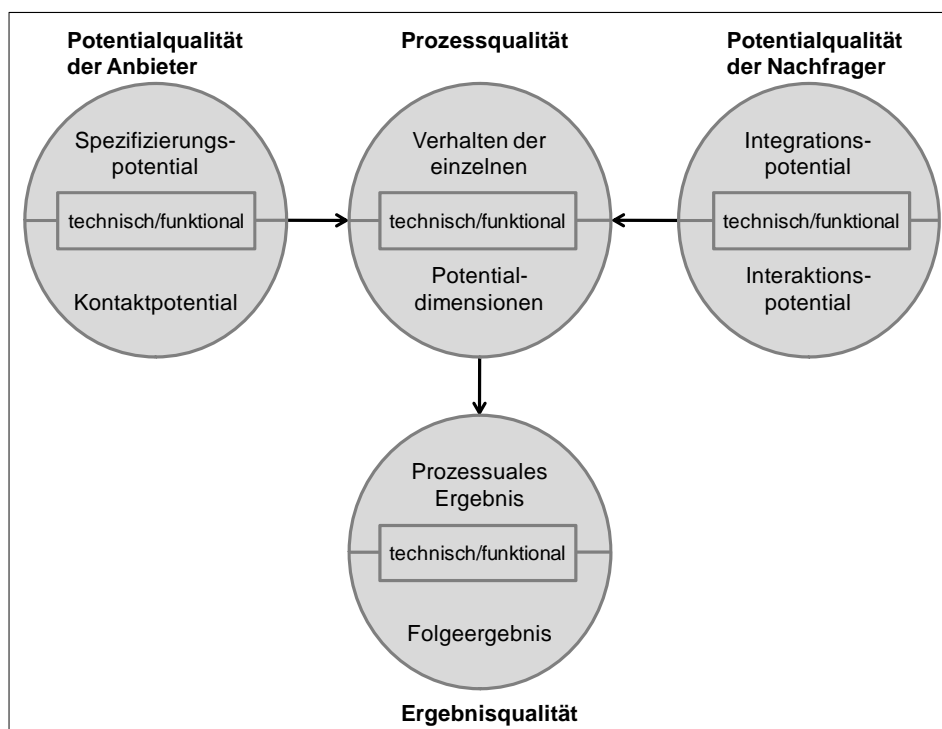 Potentialqualität
der Anbieter
Prozessqualität
Potentialqualität
der Nachfrager
Spezifizierungs-
potential
technisch/funktional
Kontaktpotential
Verhalten der
einzelnen
technisch/funktional
Potential-
dimensionen
Integrations-
potential
technisch/funktional
Interaktions-
potential
Prozessuales
Ergebnis
technisch/funktional
Folgeergebnis
Ergebnisqualität